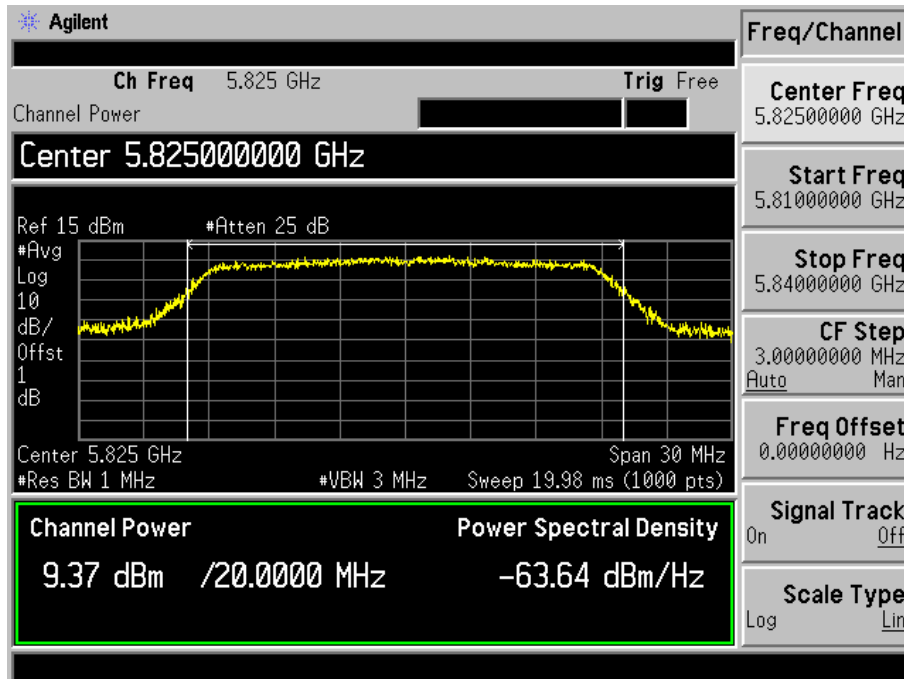 Agilent
Freq/Channel
Ch Freq 5.825 GHz Trig Free
Channel Power
Center 5.825000000 GHz
Ref 15 dBm #Atten 25 dB
#Avg
Log
10
dB/
Offst
1
dB
Center 5.825 GHz Span 30 MHz
#Res BW 1 MHz #VBW 3 MHz Sweep 19.98 ms (1000 pts)
Channel Power Power Spectral Density
9.37 dBm /20.0000 MHz -63.64 dBm/Hz
Center Freq
5.82500000 GHz
Start Freq
5.81000000 GHz
Stop Freq
5.84000000 GHz
CF Step
3.00000000 MHz
Auto Man
Freq Offset
0.00000000 Hz
Signal Track
On Off
Scale Type
Log Lin